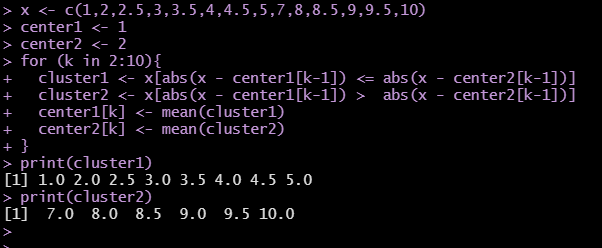 > x <- c(1,2,2.5,3,3.5,4,4.5,5,7,8,8.5,9,9.5,10)
> center1 <- 1
> center2 <- 2
> for (k in 2:10){
+   cluster1 <- x[abs(x - center1[k-1]) <= abs(x - center2[k-1])]
+   cluster2 <- x[abs(x - center1[k-1]) >  abs(x - center2[k-1])]
+   center1[k] <- mean(cluster1)
+   center2[k] <- mean(cluster2)
+ }
> print(cluster1)
[1] 1.0 2.0 2.5 3.0 3.5 4.0 4.5 5.0
> print(cluster2)
[1]  7.0  8.0  8.5  9.0  9.5 10.0
>
>